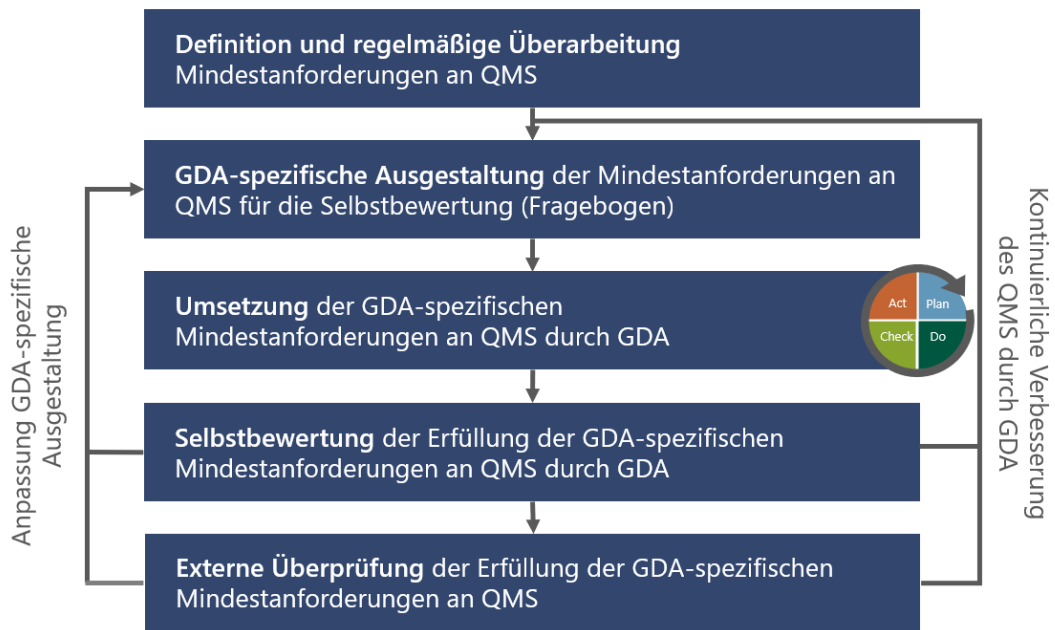 Definition und regelmäßige Überarbeitung
Mindestanforderungen an QMS
GDA-spezifische Ausgestaltung der Mindestanforderungen an
QMS für die Selbstbewertung (Fragebogen)
Umsetzung der GDA-spezifischen
Mindestanforderungen an QMS durch GDA
Act
Plan
Check
Do
Selbstbewertung der Erfüllung der GDA-spezifischen
Mindestanforderungen an QMS durch GDA
Externe Überprüfung der Erfüllung der GDA-spezifischen
Mindestanforderungen an QMS
Anpassung GDA-spezifische
Ausgestaltung
Kontinuierliche Verbesserung
des QMS durch GDA